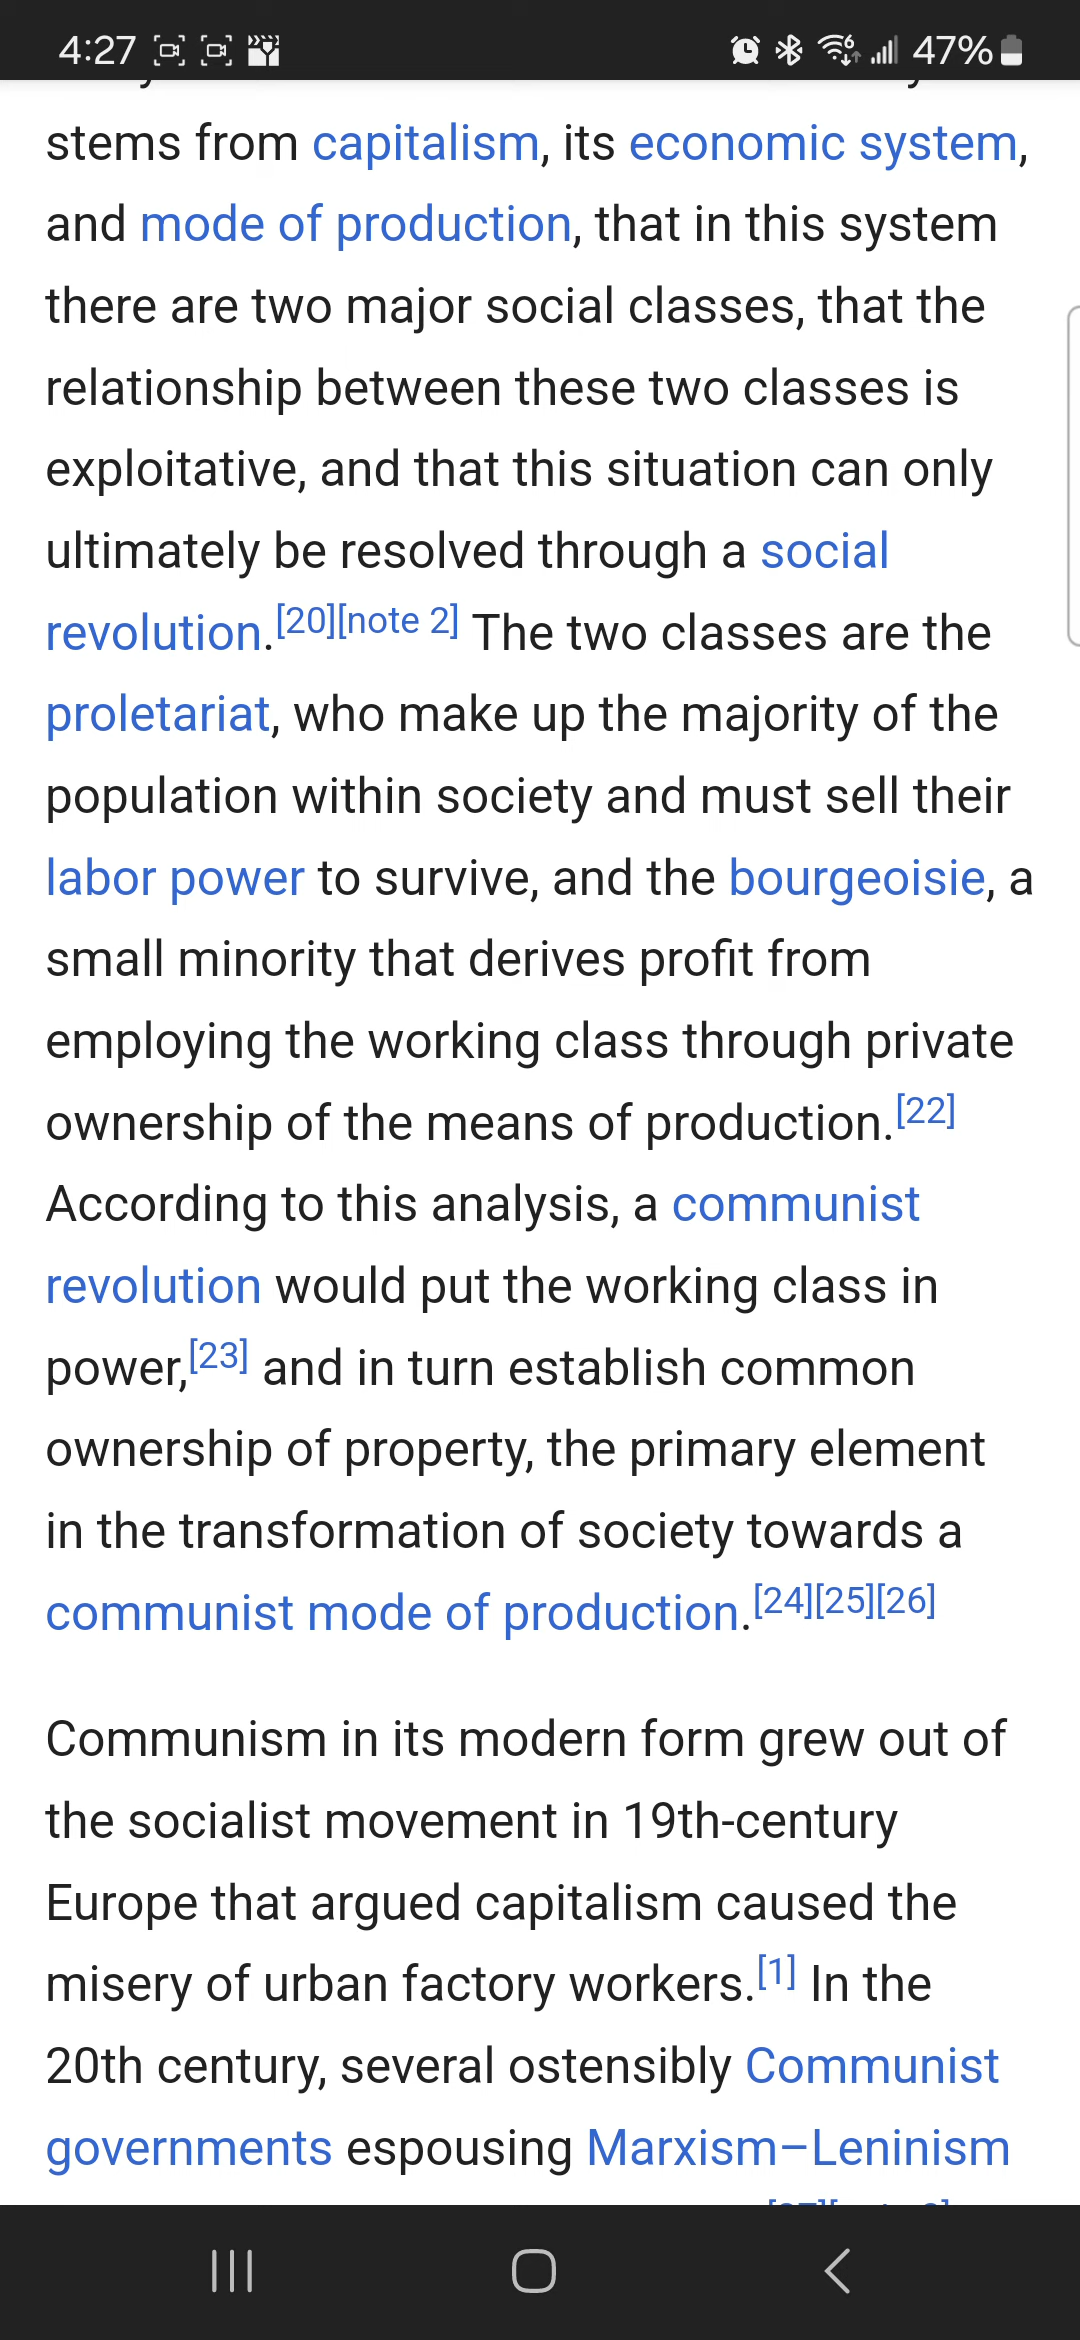 4:27 47%
stems from capitalism, its economic system,
and mode of production, that in this system
there are two major social classes, that the
relationship between these two classes is
exploitative, and that this situation can only
ultimately be resolved through a social
revolution.[20][note 2] The two classes are the
proletariat, who make up the majority of the
population within society and must sell their
labor power to survive, and the bourgeoisie, a
small minority that derives profit from
employing the working class through private
ownership of the means of production.[22]
According to this analysis, a communist
revolution would put the working class in
power,[23] and in turn establish common
ownership of property, the primary element
in the transformation of society towards a
communist mode of production.[24][25][26]
Communism in its modern form grew out of
the socialist movement in 19th-century
Europe that argued capitalism caused the
misery of urban factory workers.[1] In the
20th century, several ostensibly Communist
governments espousing Marxism–Leninism